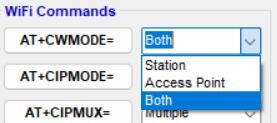 WiFi Commands
AT+CWMODE= Both
Station
AT+CIPMODE= Access Point
Both
AT+CIPMUX= Multiple